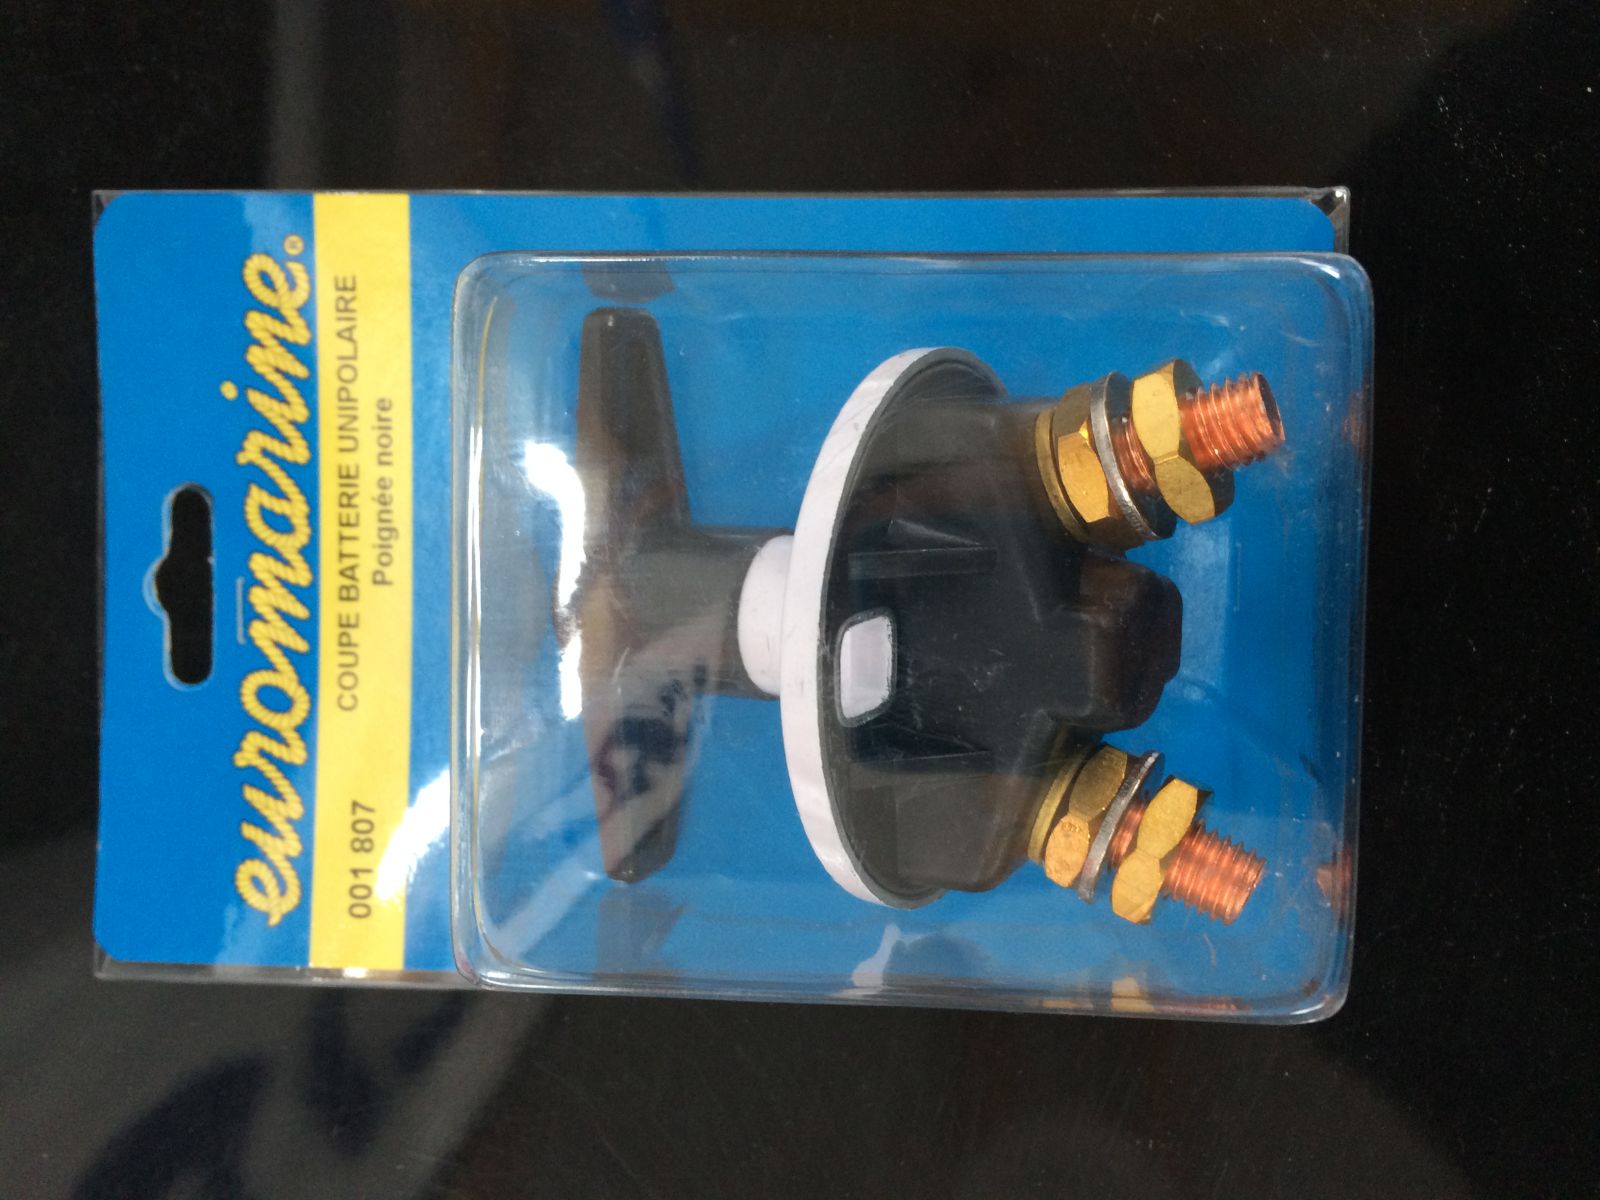 euromarine®
COUPE BATTERIE UNIPOLAIRE
001 807
Poignée noire